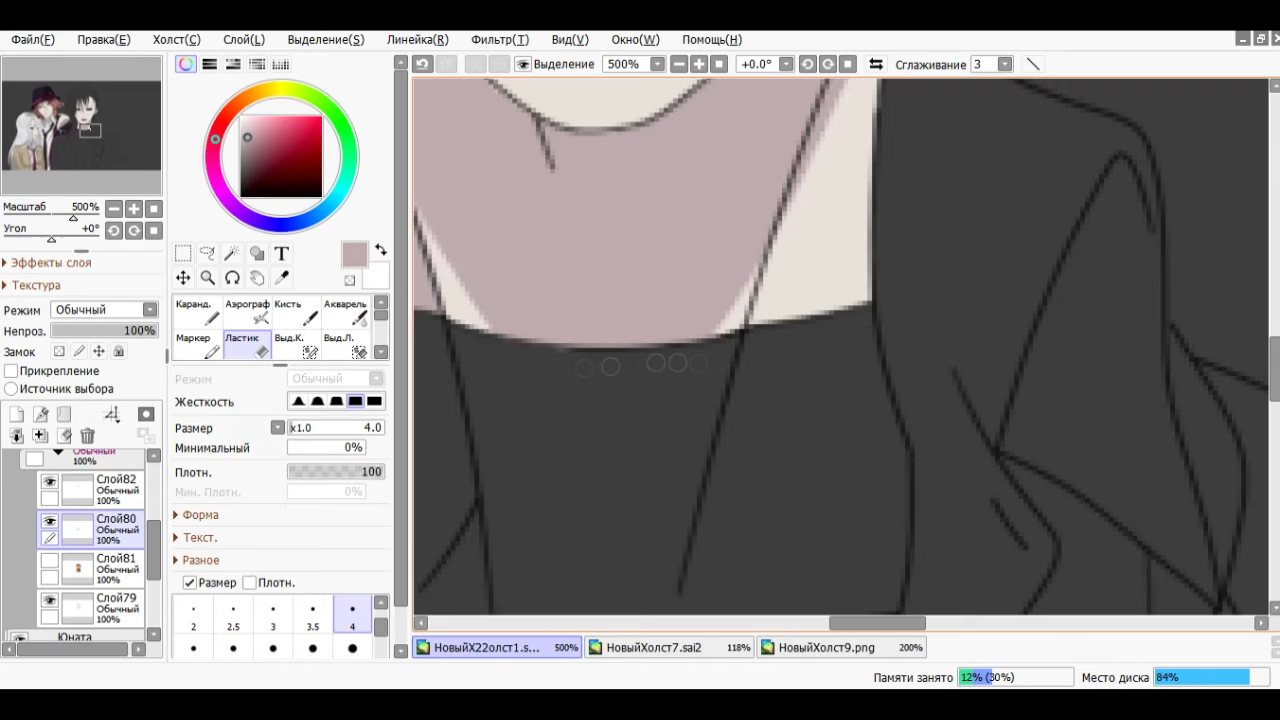 Файл(F) Правка(E) Холст(C) Слой(L) Выделение(S) Линейка(R) Фильтр(T) Вид(V) Окно(W) Помощь(H)
Выделение 500% +0.0° Сглаживание 3
Масштаб 500%
Угол +0°
Эффекты слоя
Текстура
Режим Обычный
Непроз. 100%
Замок
Прикрепление
Источник выбора
Обычный
100%
Слой82
Обычный
100%
Слой80
Обычный
100%
Слой81
Обычный
100%
Слой79
Обычный
100%
Юната
T
Каранд. Аэрограф Кисть Акварель
Маркер Ластик Выд.К. Выд.Л.
Режим Обычный
Жесткость
Размер x1.0 4.0
Минимальный 0%
Плотн. 100
Мин. Плотн. 0%
Форма
Текст.
Разное
Размер Плотн.
2 2.5 3 3.5 4
НовыйХ22олст1.s... 500% НовыйХолст7.sai2 118% НовыйХолст9.png 200%
Памяти занято 12% (30%) Место диска 84%